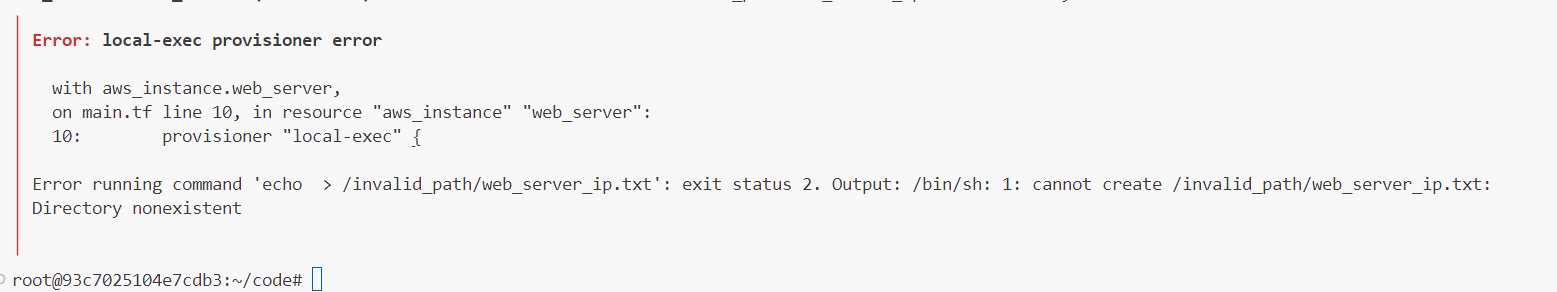 Error: local-exec provisioner error
with aws_instance.web_server,
on main.tf line 10, in resource "aws_instance" "web_server":
10: provisioner "local-exec" {
Error running command 'echo  > /invalid_path/web_server_ip.txt': exit status 2. Output: /bin/sh: 1: cannot create /invalid_path/web_server_ip.txt:
Directory nonexistent
root@93c7025104e7cdb3:~/code#